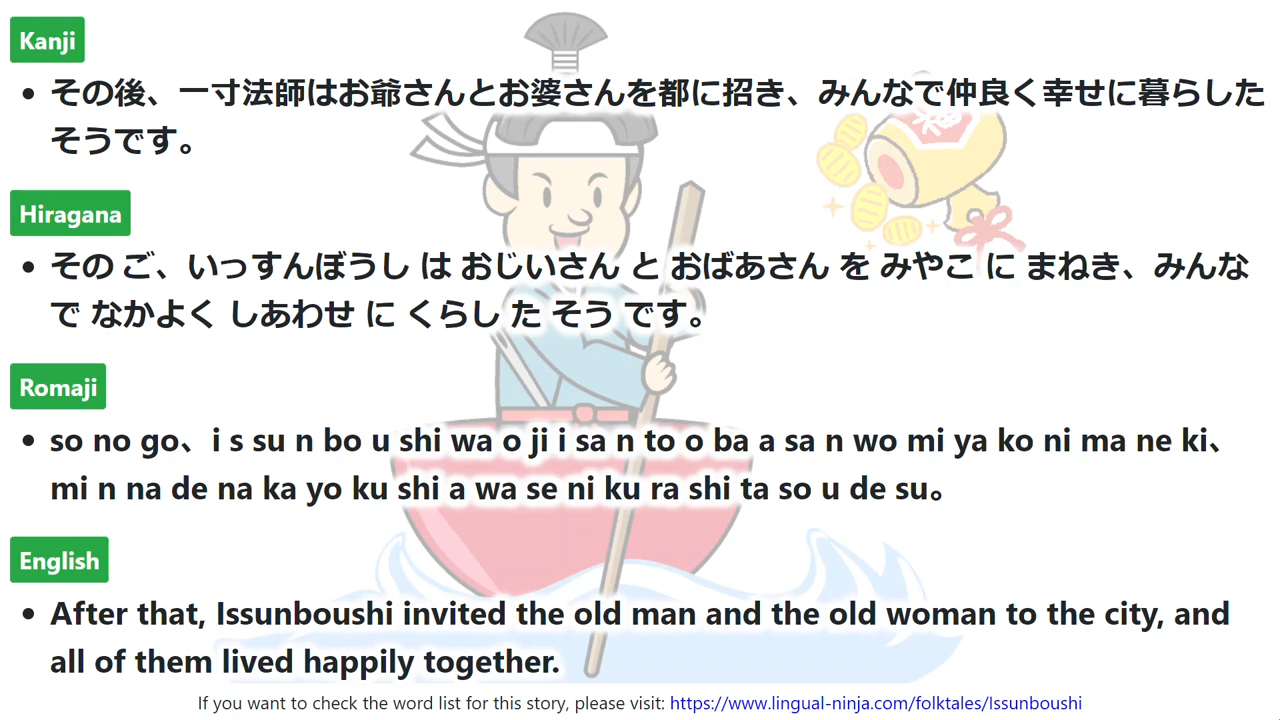 Kanji
その後、一寸法師はお爺さんとお婆さんを都に招き、みんなで仲良く幸せに暮らした
そうです。
Hiragana
その ご、いっすんぼうし は おじいさん と おばあさん を みやこ に まねき、みんな
で なかよく しあわせ に くらし た そう です。
Romaji
so no go、i s su n bo u shi wa o ji i sa n to o ba a sa n wo mi ya ko ni ma ne ki、
mi n na de na ka yo ku shi a wa se ni ku ra shi ta so u de su。
English
After that, Issunboushi invited the old man and the old woman to the city, and
all of them lived happily together.
If you want to check the word list for this story, please visit: https://www.lingual-ninja.com/folktales/Issunboushi
福